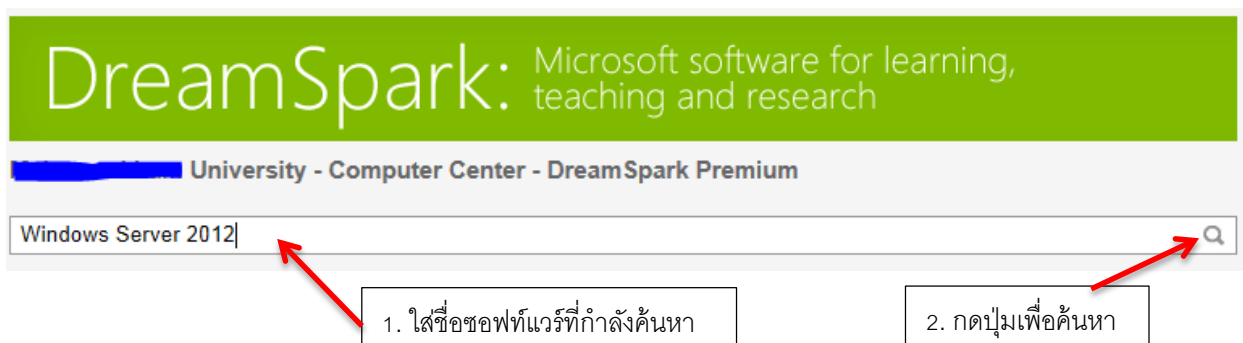 DreamSpark: Microsoft software for learning,
teaching and research
University - Computer Center - DreamSpark Premium
Windows Server 2012
1. ใส่ชื่อซอฟท์แวร์ที่กำลังค้นหา
2. กดปุ่มเพื่อค้นหา